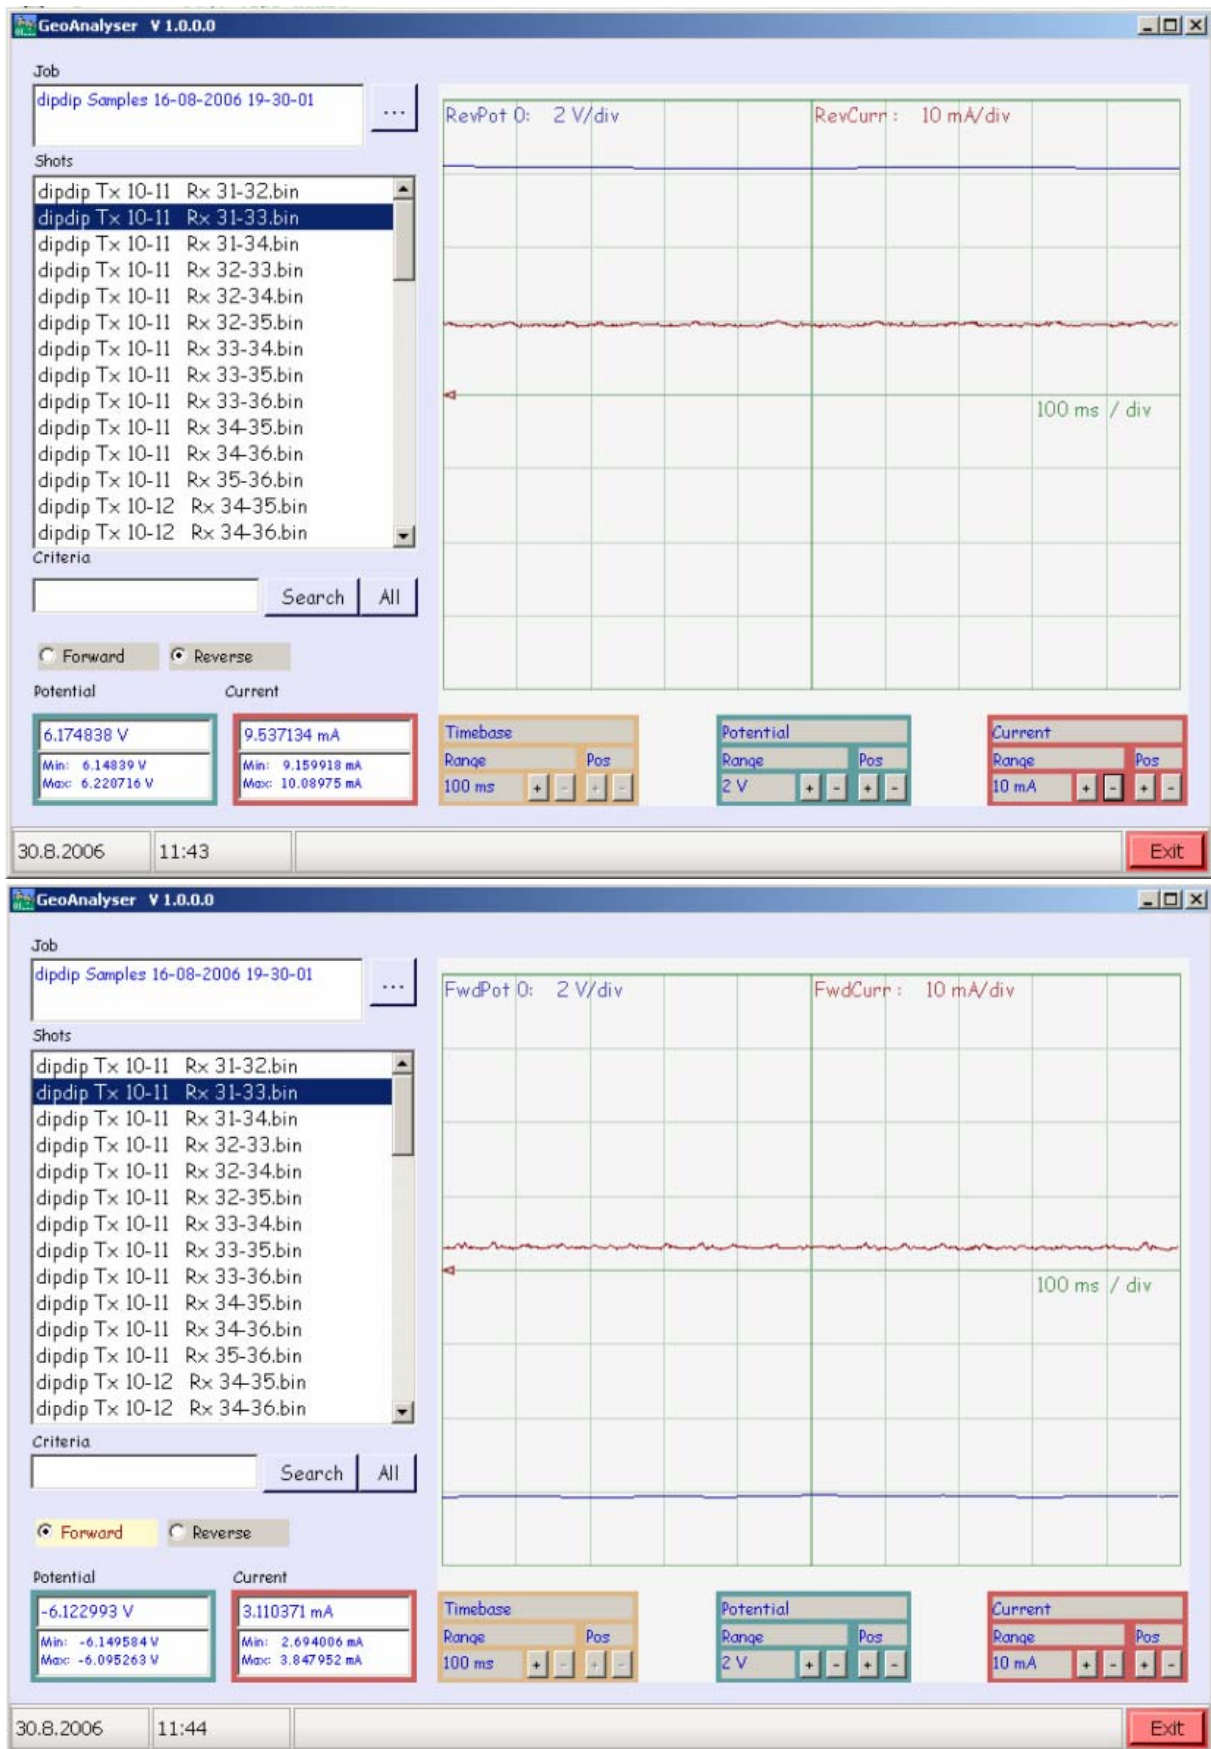 GeoAnalyser V 1.0.0.0
Job
dipdip Samples 16-08-2006 19-30-01
...
Shots
dipdip Tx 10-11 Rx 31-32.bin
dipdip Tx 10-11 Rx 31-33.bin
dipdip Tx 10-11 Rx 31-34.bin
dipdip Tx 10-11 Rx 32-33.bin
dipdip Tx 10-11 Rx 32-34.bin
dipdip Tx 10-11 Rx 32-35.bin
dipdip Tx 10-11 Rx 33-34.bin
dipdip Tx 10-11 Rx 33-35.bin
dipdip Tx 10-11 Rx 33-36.bin
dipdip Tx 10-11 Rx 34-35.bin
dipdip Tx 10-11 Rx 34-36.bin
dipdip Tx 10-11 Rx 35-36.bin
dipdip Tx 10-12 Rx 34-35.bin
dipdip Tx 10-12 Rx 34-36.bin
Criteria
Search All
Forward Reverse
Potential Current
6.174838 V 9.537134 mA
Min: 6.14839 V Min: 9.159918 mA
Max: 6.220716 V Max: 10.08975 mA
RevPot 0: 2 V/div RevCurr : 10 mA/div
100 ms / div
Timebase Potential Current
Range Pos Range Pos Range Pos
100 ms + - + - 2 V + - + - 10 mA + - + -
30.8.2006 11:43 Exit
GeoAnalyser V 1.0.0.0
Job
dipdip Samples 16-08-2006 19-30-01
...
Shots
dipdip Tx 10-11 Rx 31-32.bin
dipdip Tx 10-11 Rx 31-33.bin
dipdip Tx 10-11 Rx 31-34.bin
dipdip Tx 10-11 Rx 32-33.bin
dipdip Tx 10-11 Rx 32-34.bin
dipdip Tx 10-11 Rx 32-35.bin
dipdip Tx 10-11 Rx 33-34.bin
dipdip Tx 10-11 Rx 33-35.bin
dipdip Tx 10-11 Rx 33-36.bin
dipdip Tx 10-11 Rx 34-35.bin
dipdip Tx 10-11 Rx 34-36.bin
dipdip Tx 10-11 Rx 35-36.bin
dipdip Tx 10-12 Rx 34-35.bin
dipdip Tx 10-12 Rx 34-36.bin
Criteria
Search All
Forward Reverse
Potential Current
-6.122993 V 3.110371 mA
Min: -6.149584 V Min: 2.694006 mA
Max: -6.095263 V Max: 3.847952 mA
FwdPot 0: 2 V/div FwdCurr : 10 mA/div
100 ms / div
Timebase Potential Current
Range Pos Range Pos Range Pos
100 ms + - + - 2 V + - + - 10 mA + - + -
30.8.2006 11:44 Exit